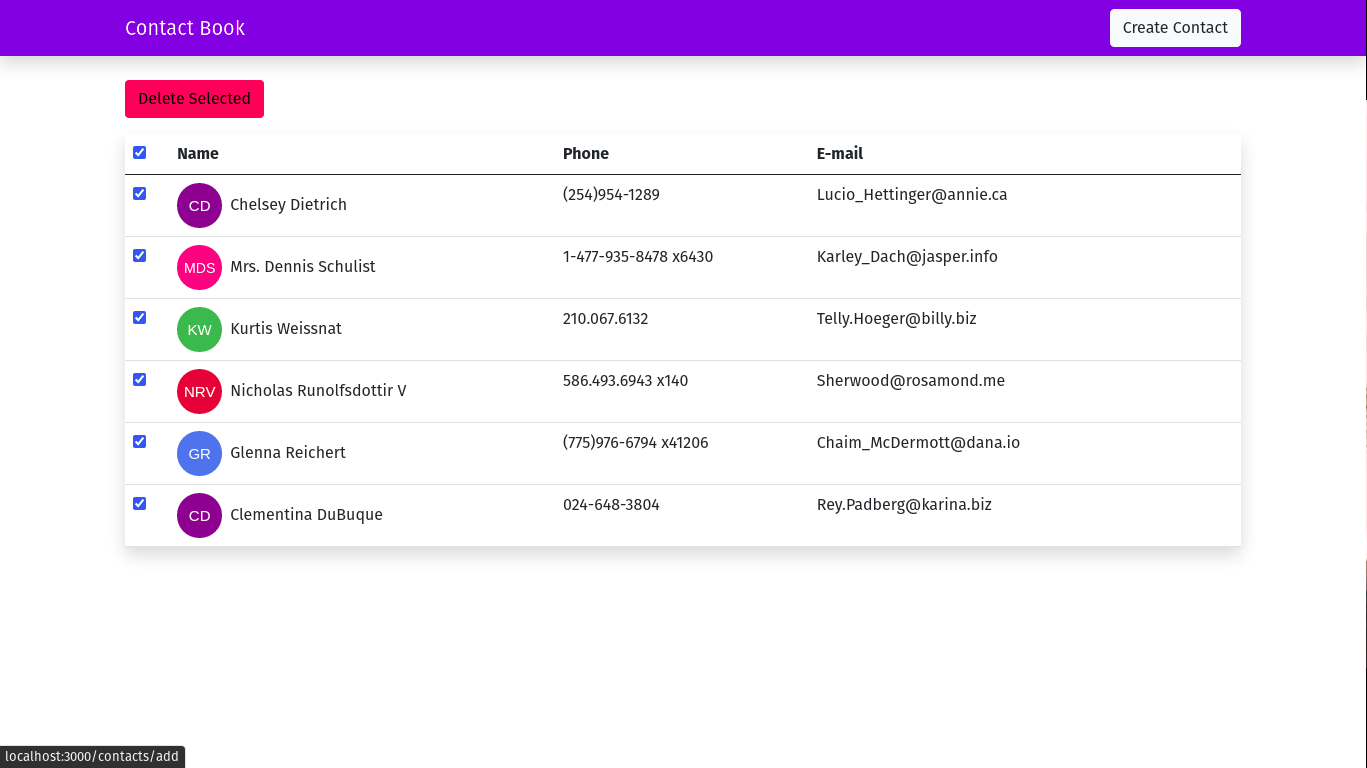 Contact Book Create Contact
Delete Selected
Name Phone E-mail
CD Chelsey Dietrich (254)954-1289 Lucio_Hettinger@annie.ca
MDS Mrs. Dennis Schulist 1-477-935-8478 x6430 Karley_Dach@jasper.info
KW Kurtis Weissnat 210.067.6132 Telly.Hoeger@billy.biz
NRV Nicholas Runolfsdottir V 586.493.6943 x140 Sherwood@rosamond.me
GR Glenna Reichert (775)976-6794 x41206 Chaim_McDermott@dana.io
CD Clementina DuBuque 024-648-3804 Rey.Padberg@karina.biz
localhost:3000/contacts/add